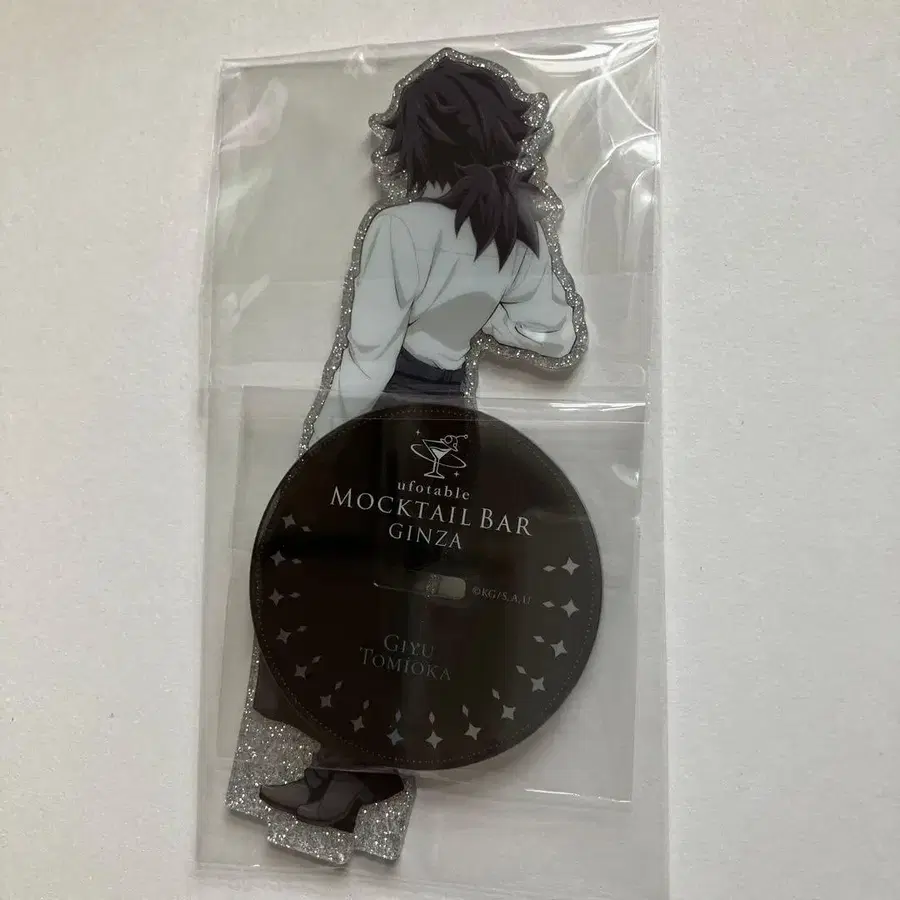 ufotable
MOCKTAIL BAR
GINZA
©KG/S,A,U
GIYU
TOMIOKA